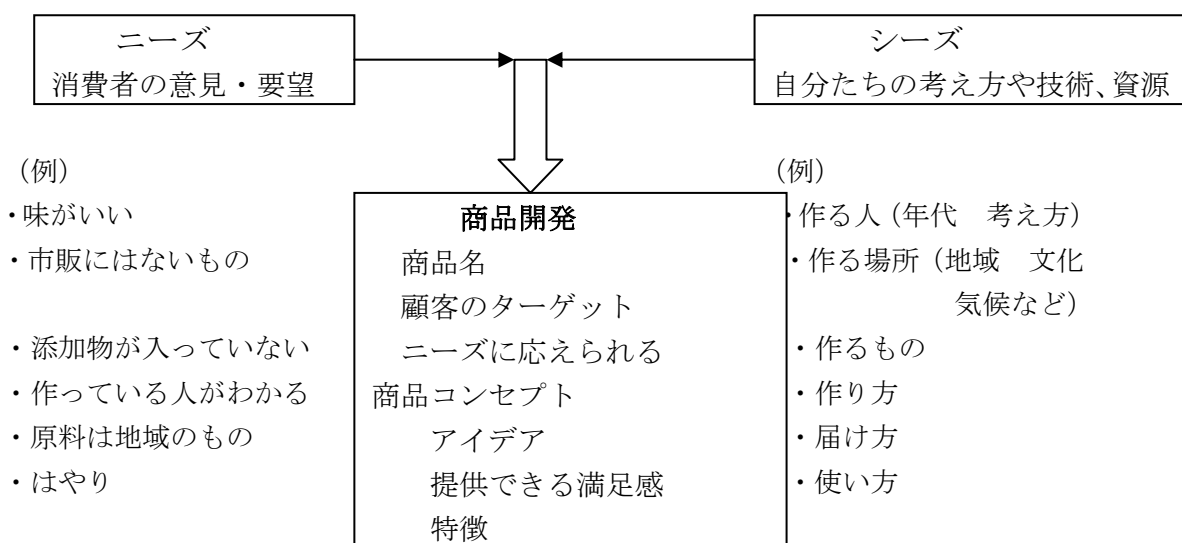 ニーズ
消費者の意見・要望
シーズ
自分たちの考え方や技術、資源
(例)
・味がいい
・市販にはないもの
・添加物が入っていない
・作っている人がわかる
・原料は地域のもの
・はやり
商品開発
商品名
顧客のターゲット
ニーズに応えられる
商品コンセプト
アイデア
提供できる満足感
特徴
(例)
・作る人(年代　考え方)
・作る場所(地域　文化
気候など)
・作るもの
・作り方
・届け方
・使い方